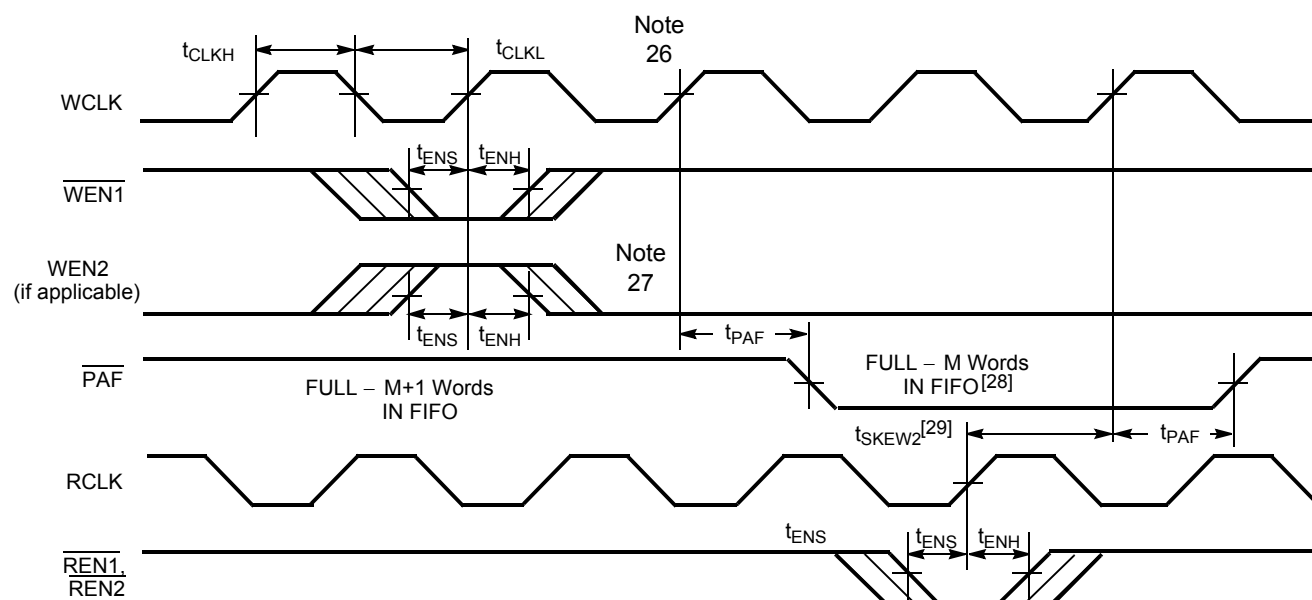 Note
26
tCLKH
tCLKL
WCLK
tENS
tENH
WEN1
Note
27
WEN2
(if applicable)
tENS
tENH
tPAF
PAF
FULL − M+1 Words
IN FIFO
FULL − M Words
IN FIFO[28]
tSKEW2[29]
tPAF
RCLK
tENS
tENS
tENH
REN1,
REN2